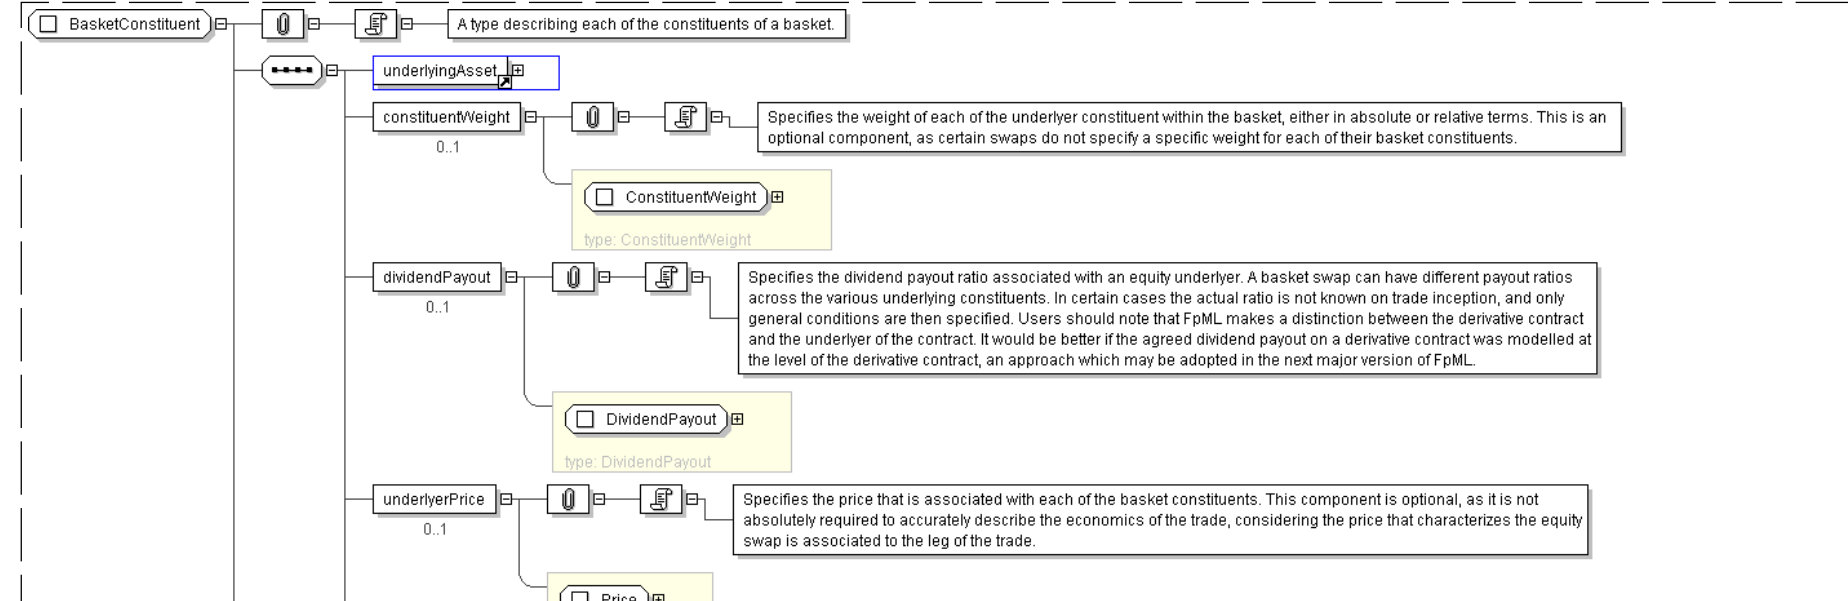 BasketConstituent
A type describing each of the constituents of a basket.
underlyingAsset
constituentWeight
0..1
Specifies the weight of each of the underlyer constituent within the basket, either in absolute or relative terms. This is an
optional component, as certain swaps do not specify a specific weight for each of their basket constituents.
ConstituentWeight
type: ConstituentWeight
dividendPayout
0..1
Specifies the dividend payout ratio associated with an equity underlyer. A basket swap can have different payout ratios
across the various underlying constituents. In certain cases the actual ratio is not known on trade inception, and only
general conditions are then specified. Users should note that FpML makes a distinction between the derivative contract
and the underlyer of the contract. It would be better if the agreed dividend payout on a derivative contract was modelled at
the level of the derivative contract, an approach which may be adopted in the next major version of FpML.
DividendPayout
type: DividendPayout
underlyerPrice
0..1
Specifies the price that is associated with each of the basket constituents. This component is optional, as it is not
absolutely required to accurately describe the economics of the trade, considering the price that characterizes the equity
swap is associated to the leg of the trade.
Price